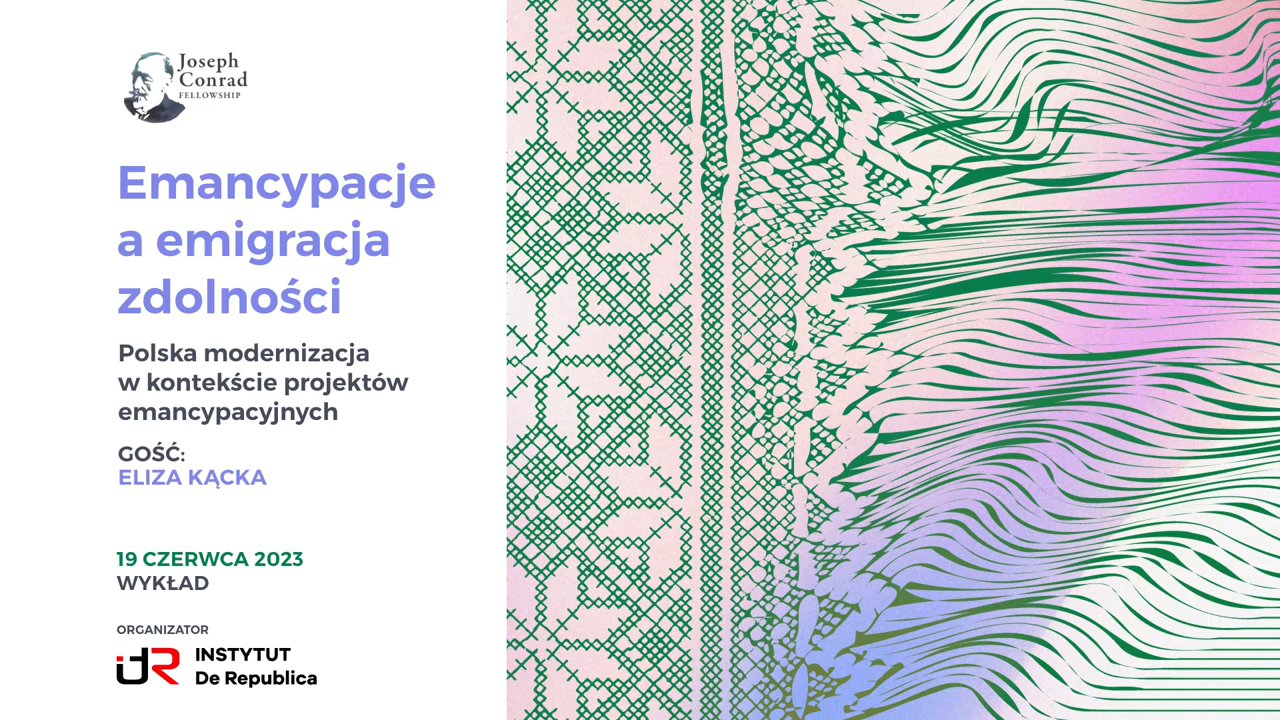 Joseph
Conrad
FELLOWSHIP
Emancypacje
a emigracja
zdolności
Polska modernizacja
w kontekście projektów
emancypacyjnych
GOŚĆ:
ELIZA KĄCKA
19 CZERWCA 2023
WYKŁAD
ORGANIZATOR
idR INSTYTUT
De Republica